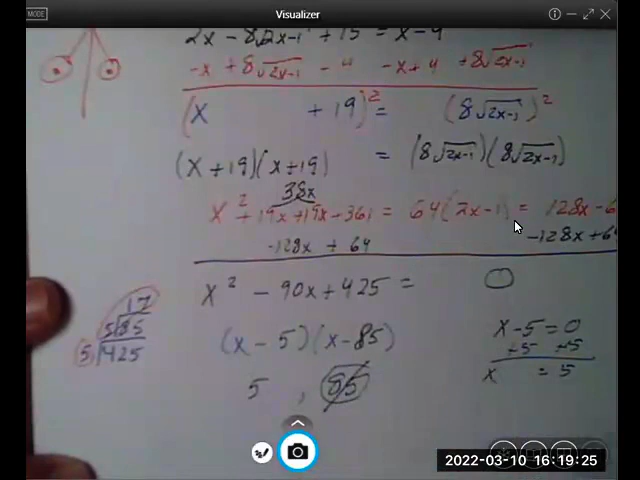 MODE
Visualizer
2x - 8√2x-1 + 15 = x - 4
-x + 8√2x-1 - 4 -x + 4 +8√2x-1
(x + 19)² = (8√2x-1)²
(x+19)(x+19) = (8√2x-1)(8√2x-1)
38x
x² + 19x + 19x + 361 = 64(2x-1) = 128x - 6
-128x + 64 -128x + 64
x² - 90x + 425 = 0
17
5|85
5|425
(x - 5)(x - 85)
x - 5 = 0
+5 +5
5 , 85
x = 5
2022-03-10 16:19:25